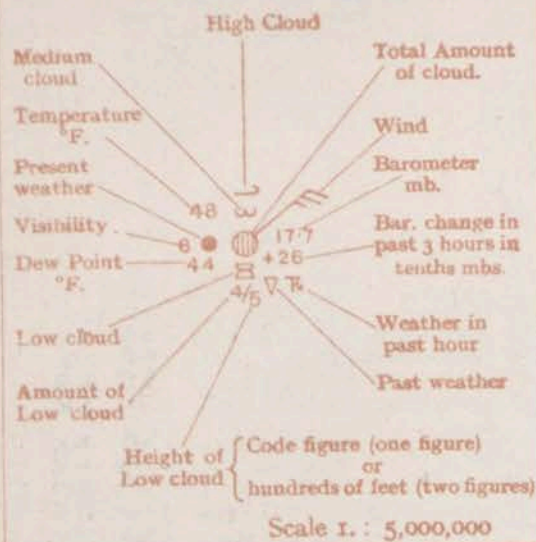 High Cloud
Medium
cloud
Total Amount
of cloud.
Temperature
°F.
Wind
Present
weather
Barometer
mb.
48
Visibility .
6
17.7
Bar. change in
past 3 hours in
tenths mbs.
+26
Dew Point
°F.
44
4/5
Low cloud
Weather in
past hour
Amount of
Low cloud
Past weather
Height of
Low cloud
Code figure (one figure)
or
hundreds of feet (two figures)
Scale 1. : 5,000,000